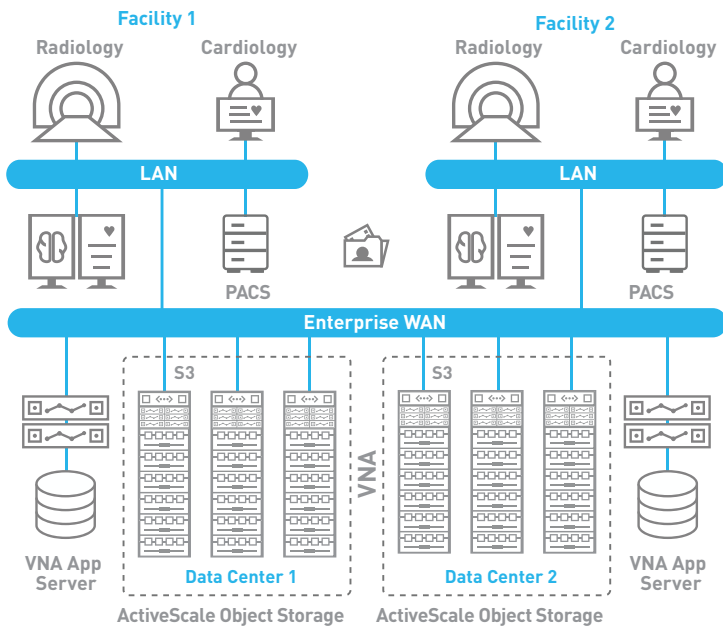 Facility 1
Facility 2
Radiology
Cardiology
Radiology
Cardiology
LAN
LAN
PACS
PACS
Enterprise WAN
S3
S3
VNA
VNA App
Server
Data Center 1
Data Center 2
VNA App
Server
ActiveScale Object Storage
ActiveScale Object Storage